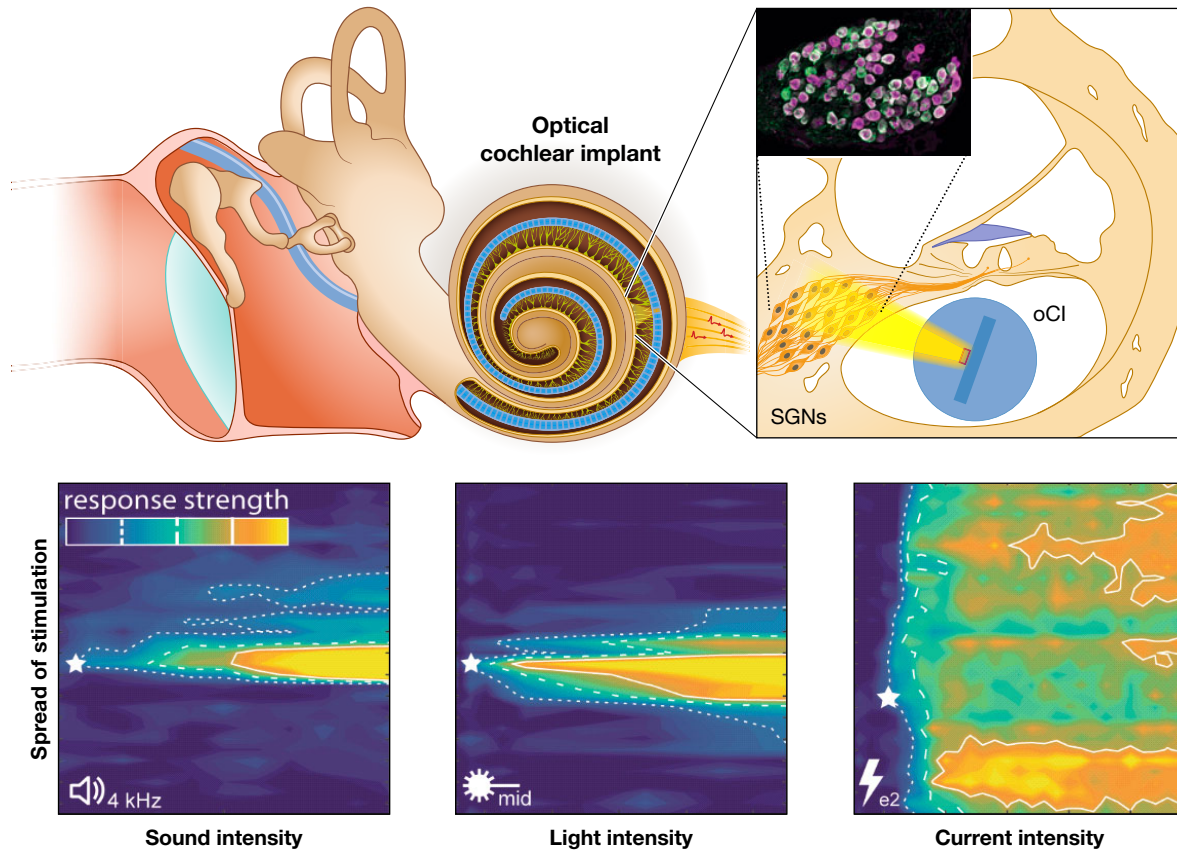 Optical
cochlear implant
oCI
SGNs
response strength
Spread of stimulation
4 kHz
mid
e2
Sound intensity
Light intensity
Current intensity